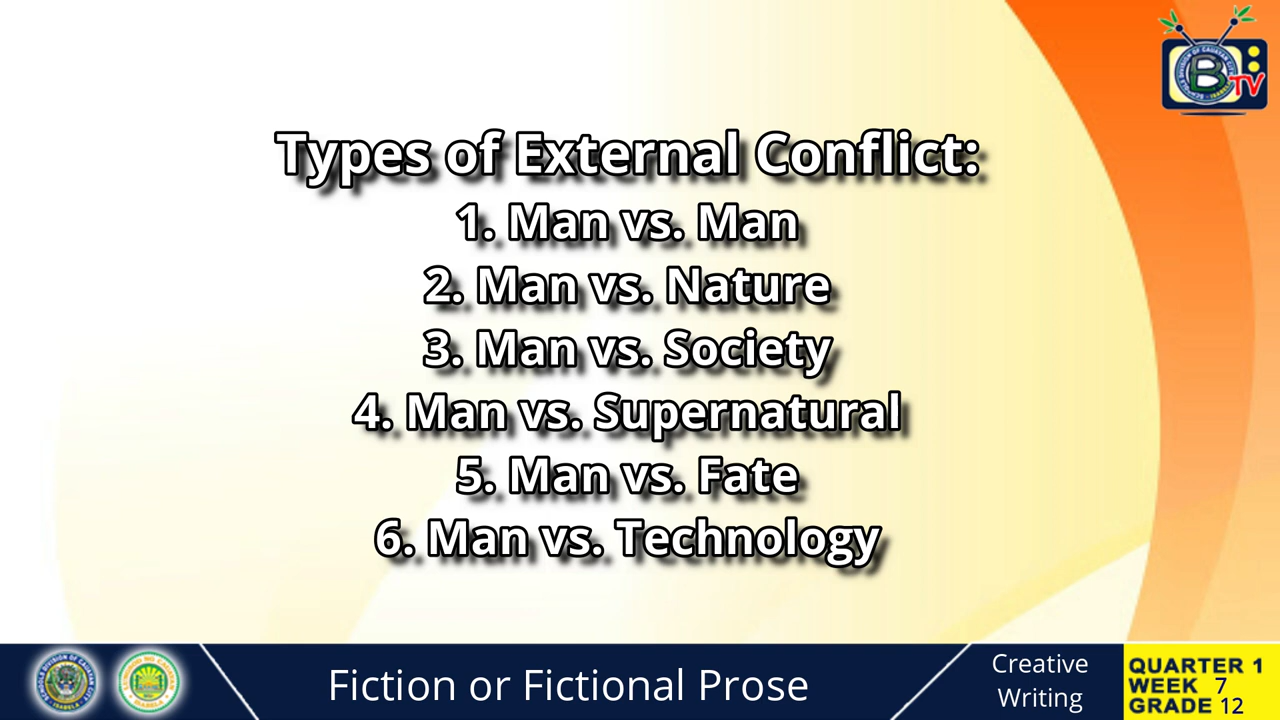 Types of External Conflict:
1. Man vs. Man
2. Man vs. Nature
3. Man vs. Society
4. Man vs. Supernatural
5. Man vs. Fate
6. Man vs. Technology
B
TV
Fiction or Fictional Prose
Creative
Writing
QUARTER 1
WEEK 7
GRADE 12